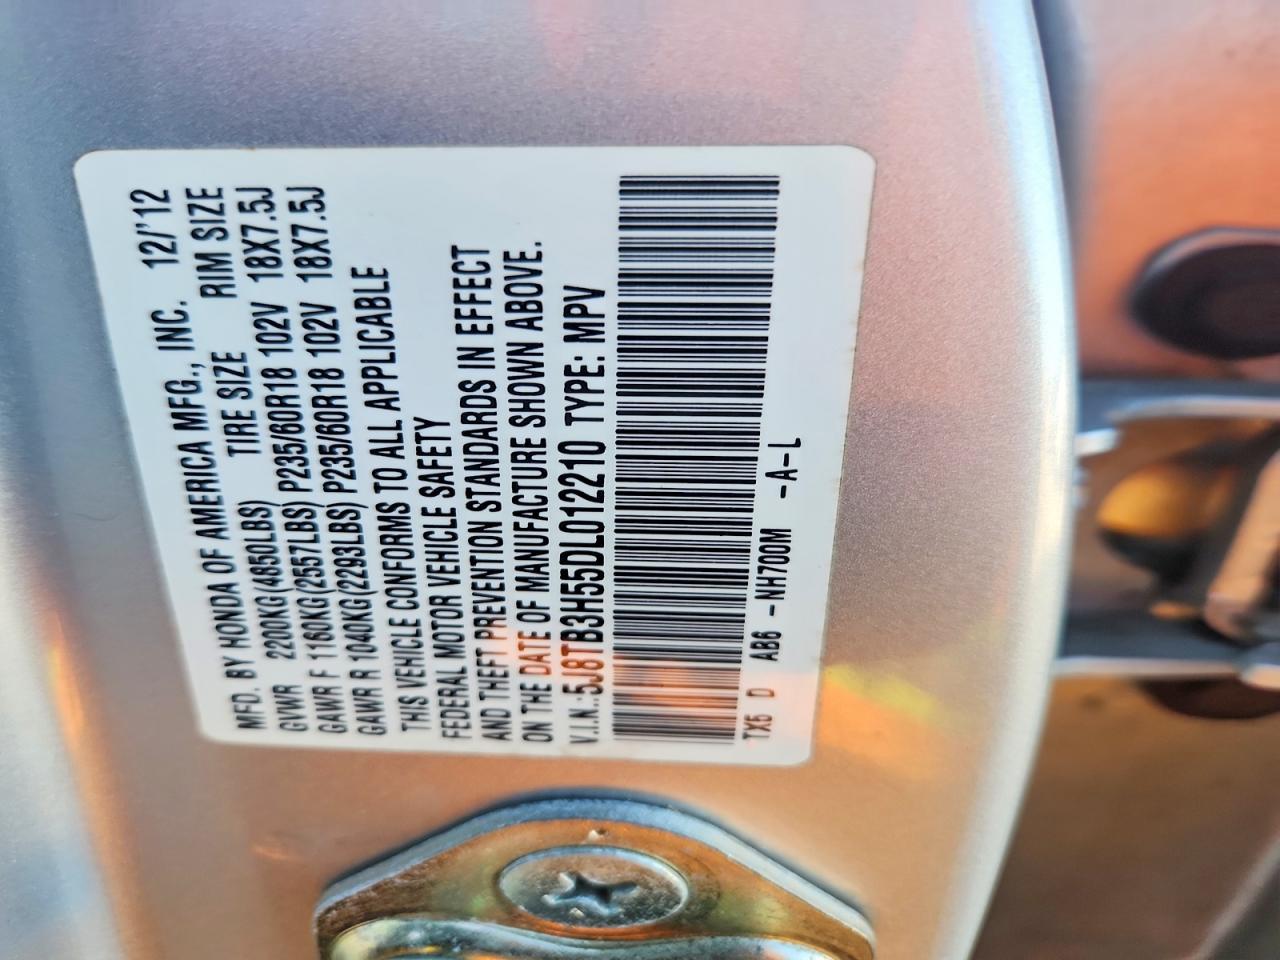 MFD. BY HONDA OF AMERICA MFG., INC. 12/'12
TIRE SIZE RIM SIZE
GVWR 2200KG(4850LBS)
GAWR F 1160KG(2557LBS) P235/60R18 102V 18X7.5J
GAWR R 1040KG(2293LBS) P235/60R18 102V 18X7.5J
THIS VEHICLE CONFORMS TO ALL APPLICABLE
FEDERAL MOTOR VEHICLE SAFETY
AND THEFT PREVENTION STANDARDS IN EFFECT
ON THE DATE OF MANUFACTURE SHOWN ABOVE.
V.I.N.:5J8TB3H55DL012210 TYPE: MPV
TX5 D AB6 -NH700M -A-L